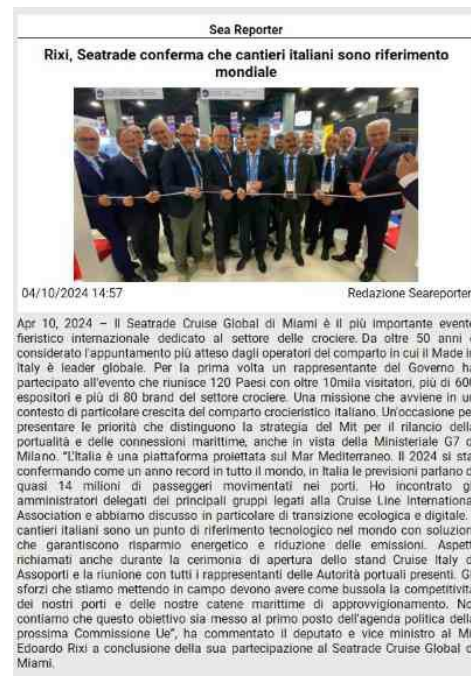 Sea Reporter
Rixi, Seatrade conferma che cantieri italiani sono riferimento
mondiale
04/10/2024 14:57
Redazione Seareporter
Apr 10, 2024 – Il Seatrade Cruise Global di Miami è il più importante evento
fieristico internazionale dedicato al settore delle crociere. Da oltre 50 anni è
considerato l'appuntamento più atteso dagli operatori del comparto in cui il Made in
Italy è leader globale. Per la prima volta un rappresentante del Governo ha
partecipato all'evento che riunisce 120 Paesi con oltre 10mila visitatori, più di 600
espositori e più di 80 brand del settore crociere. Una missione che avviene in un
contesto di particolare crescita del comparto crocieristico italiano. Un'occasione per
presentare le priorità che distinguono la strategia del Mit per il rilancio della
portualità e delle connessioni marittime, anche in vista della Ministeriale G7 di
Milano. "L'Italia è una piattaforma proiettata sul Mar Mediterraneo. Il 2024 si sta
confermando come un anno record in tutto il mondo, in Italia le previsioni parlano di
quasi 14 milioni di passeggeri movimentati nei porti. Ho incontrato gli
amministratori delegati dei principali gruppi legati alla Cruise Line International
Association e abbiamo discusso in particolare di transizione ecologica e digitale. I
cantieri italiani sono un punto di riferimento tecnologico nel mondo con soluzioni
che garantiscono risparmio energetico e riduzione delle emissioni. Aspetti
richiamati anche durante la cerimonia di apertura dello stand Cruise Italy di
Assoporti e la riunione con tutti i rappresentanti delle Autorità portuali presenti. Gli
sforzi che stiamo mettendo in campo devono avere come bussola la competitività
dei nostri porti e delle nostre catene marittime di approvvigionamento. Noi
contiamo che questo obiettivo sia messo al primo posto dell'agenda politica della
prossima Commissione Ue", ha commentato il deputato e vice ministro al Mit
Edoardo Rixi a conclusione della sua partecipazione al Seatrade Cruise Global di
Miami.